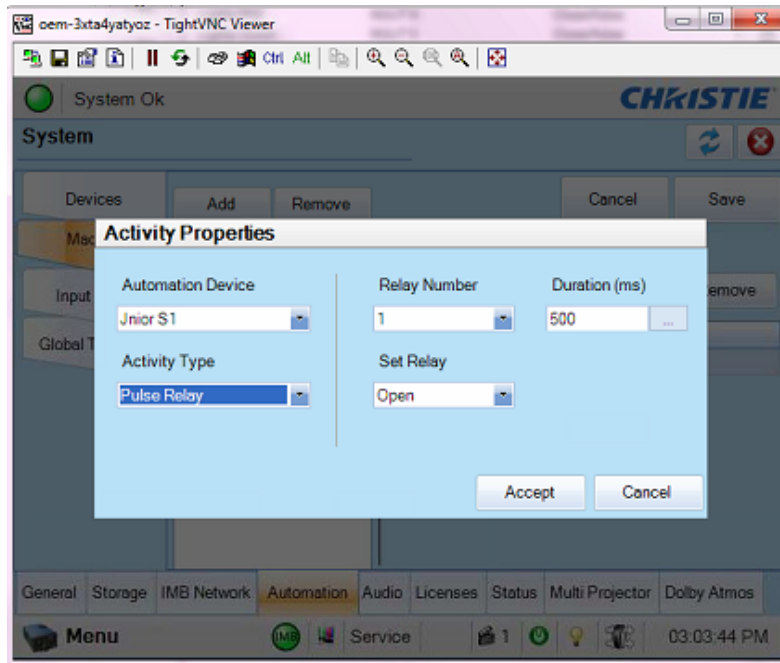 oem-3xta4yatyoz - TightVNC Viewer
Ctrl Alt
System Ok
CHRISTIE
System
Devices
Add
Remove
Cancel
Save
Activity Properties
Automation Device
Relay Number
Duration (ms)
Input
emove
Jnior S1
1
500
...
Global T
Activity Type
Set Relay
Pulse Relay
Open
Accept
Cancel
General Storage IMB Network Automation Audio Licenses Status Multi Projector Dolby Atmos
Menu
IMB
Service
1
03:03:44 PM